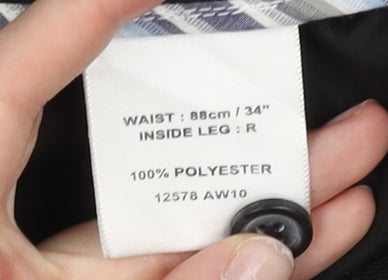 WAIST : 88cm / 34"
INSIDE LEG : R
100% POLYESTER
12578 AW10